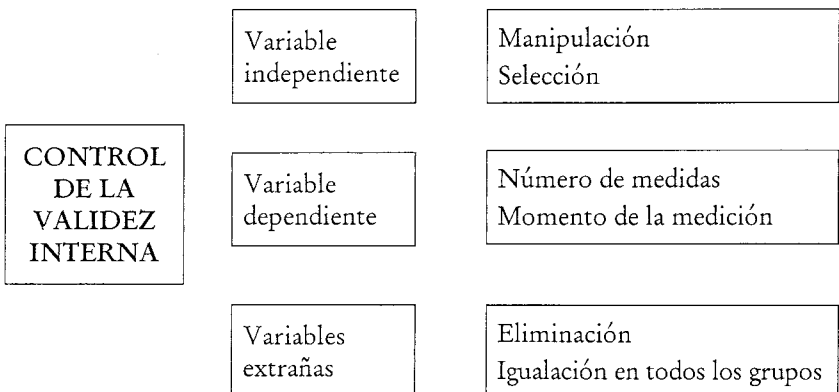 Variable
independiente
Manipulación
Selección
CONTROL
DE LA
VALIDEZ
INTERNA
Variable
dependiente
Número de medidas
Momento de la medición
Variables
extrañas
Eliminación
Igualación en todos los grupos